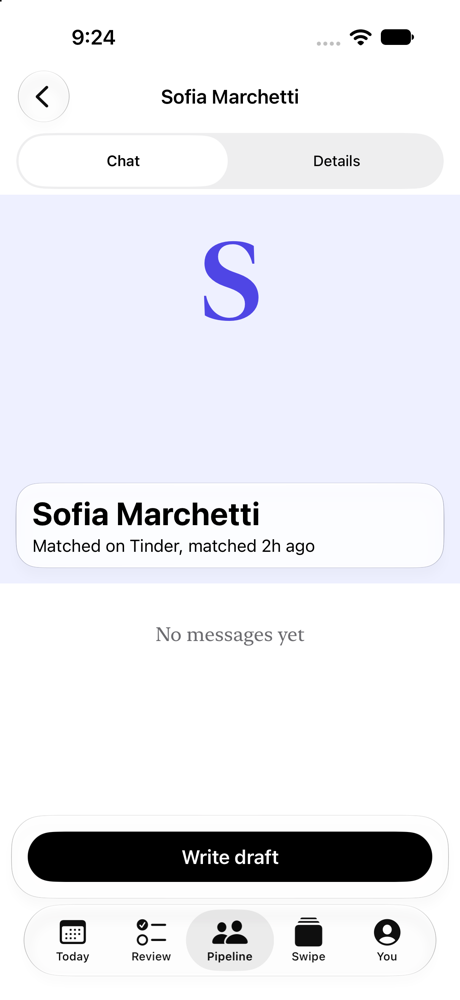 9:24
Sofia Marchetti
Chat
Details
S
Sofia Marchetti
Matched on Tinder, matched 2h ago
No messages yet
Write draft
Today
Review
Pipeline
Swipe
You